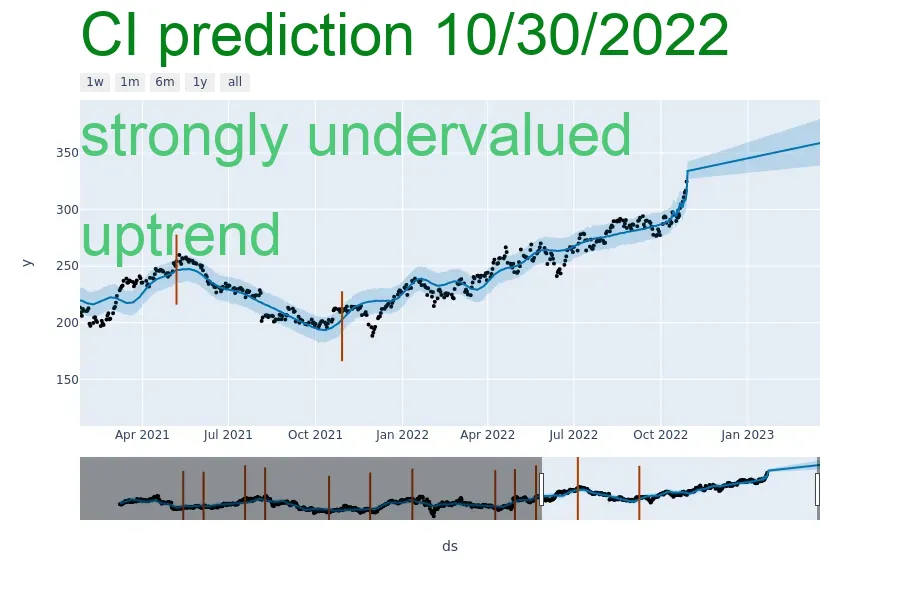 CI prediction 10/30/2022
1w 1m 6m 1y all
strongly undervalued
uptrend
350
300
250
200
150
y
Apr 2021 Jul 2021 Oct 2021 Jan 2022 Apr 2022 Jul 2022 Oct 2022 Jan 2023
ds